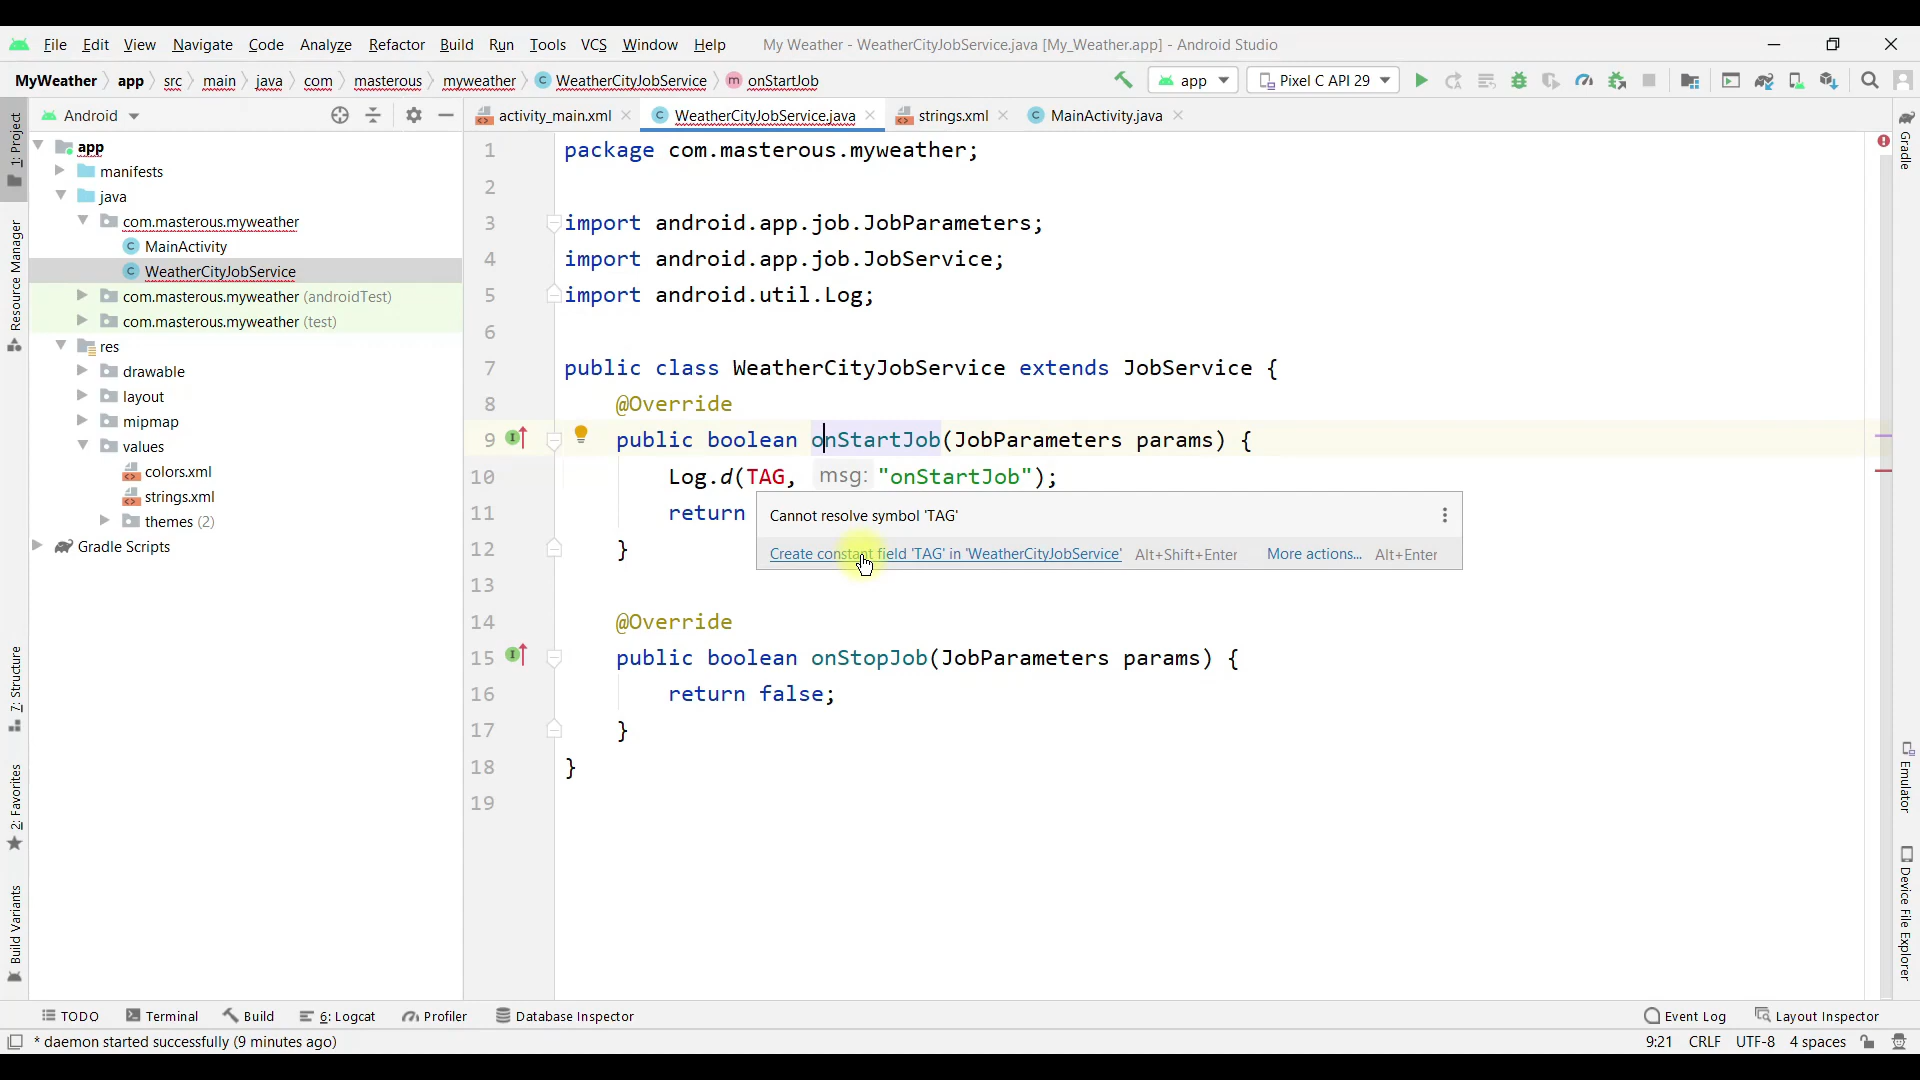 File Edit View Navigate Code Analyze Refactor Build Run Tools VCS Window Help My Weather - WeatherCityJobService.java [My_Weather.app] - Android Studio
MyWeather app src main java com masterous myweather WeatherCityJobService onStartJob app Pixel C API 29
Android activity_main.xml WeatherCityJobService.java strings.xml MainActivity.java
1: Project
Resource Manager
7: Structure
2: Favorites
Build Variants
app
manifests
java
com.masterous.myweather
MainActivity
WeatherCityJobService
com.masterous.myweather (androidTest)
com.masterous.myweather (test)
res
drawable
layout
mipmap
values
colors.xml
strings.xml
themes (2)
Gradle Scripts
1 package com.masterous.myweather;
2
3 import android.app.job.JobParameters;
4 import android.app.job.JobService;
5 import android.util.Log;
6
7 public class WeatherCityJobService extends JobService {
8 @Override
9 public boolean onStartJob(JobParameters params) {
10 Log.d(TAG, msg: "onStartJob");
11 return
Cannot resolve symbol 'TAG'
12 }
Create constant field 'TAG' in 'WeatherCityJobService' Alt+Shift+Enter More actions... Alt+Enter
13
14 @Override
15 public boolean onStopJob(JobParameters params) {
16 return false;
17 }
18 }
19
Gradle
Emulator
Device File Explorer
TODO Terminal Build 6: Logcat Profiler Database Inspector Event Log Layout Inspector
* daemon started successfully (9 minutes ago) 9:21 CRLF UTF-8 4 spaces